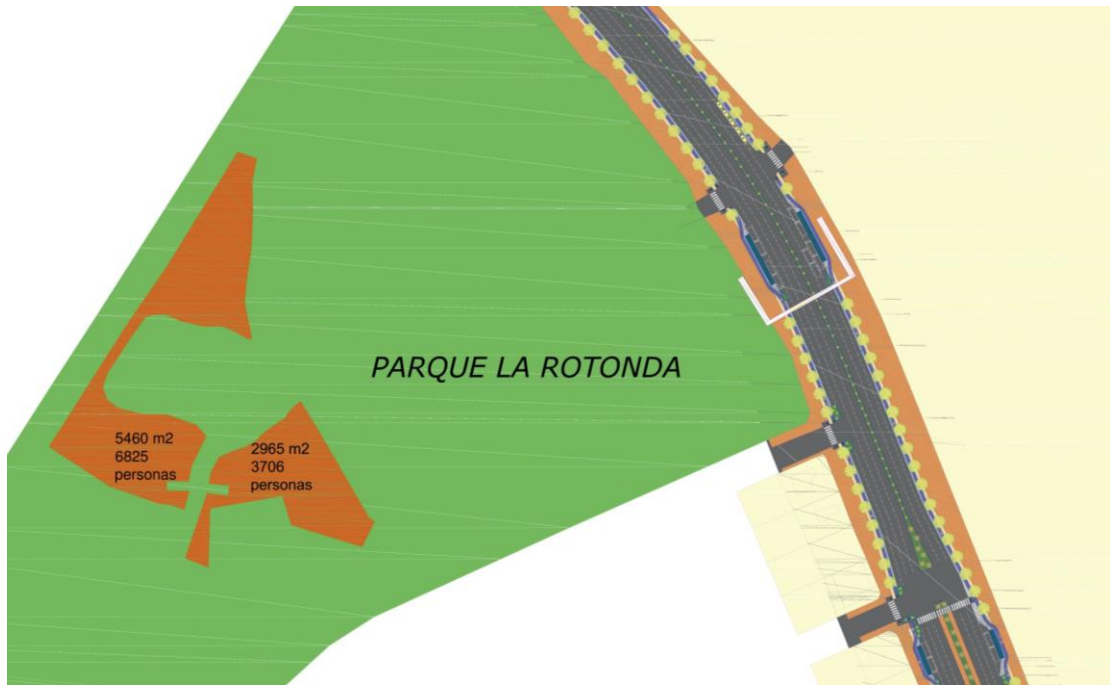 PARQUE LA ROTONDA
5460 m2
6825
personas
2965 m2
3706
personas